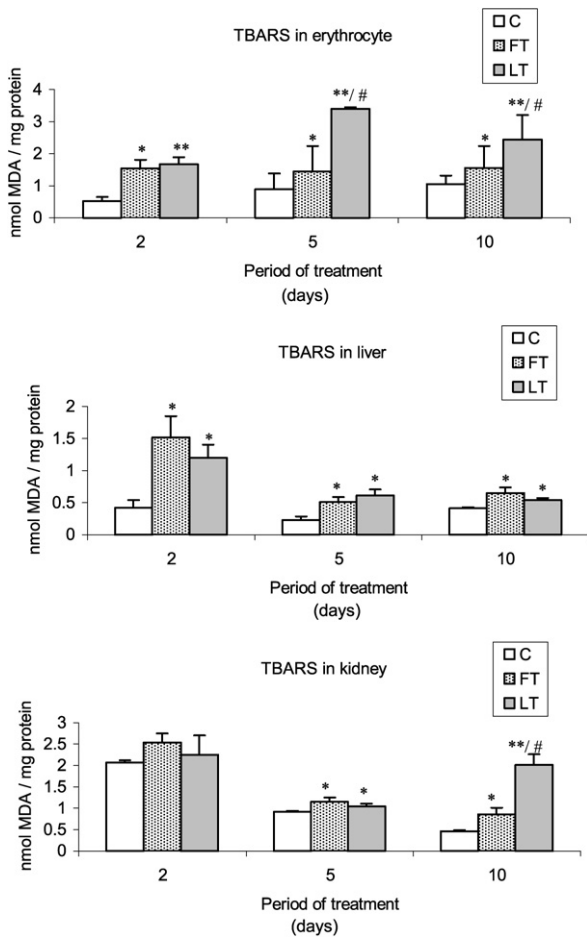 TBARS in erythrocyte
C
FT
LT
nmol MDA / mg protein
4
3
2
1
0
* ** * **/ # * **/ #
2 5 10
Period of treatment
(days)
TBARS in liver
C
FT
LT
nmol MDA / mg protein
2
1.5
1
0.5
0
* * * * * *
2 5 10
Period of treatment
(days)
TBARS in kidney
C
FT
LT
nmol MDA / mg protein
3
2.5
2
1.5
1
0.5
0
* * * **/ #
2 5 10
Period of treatment
(days)